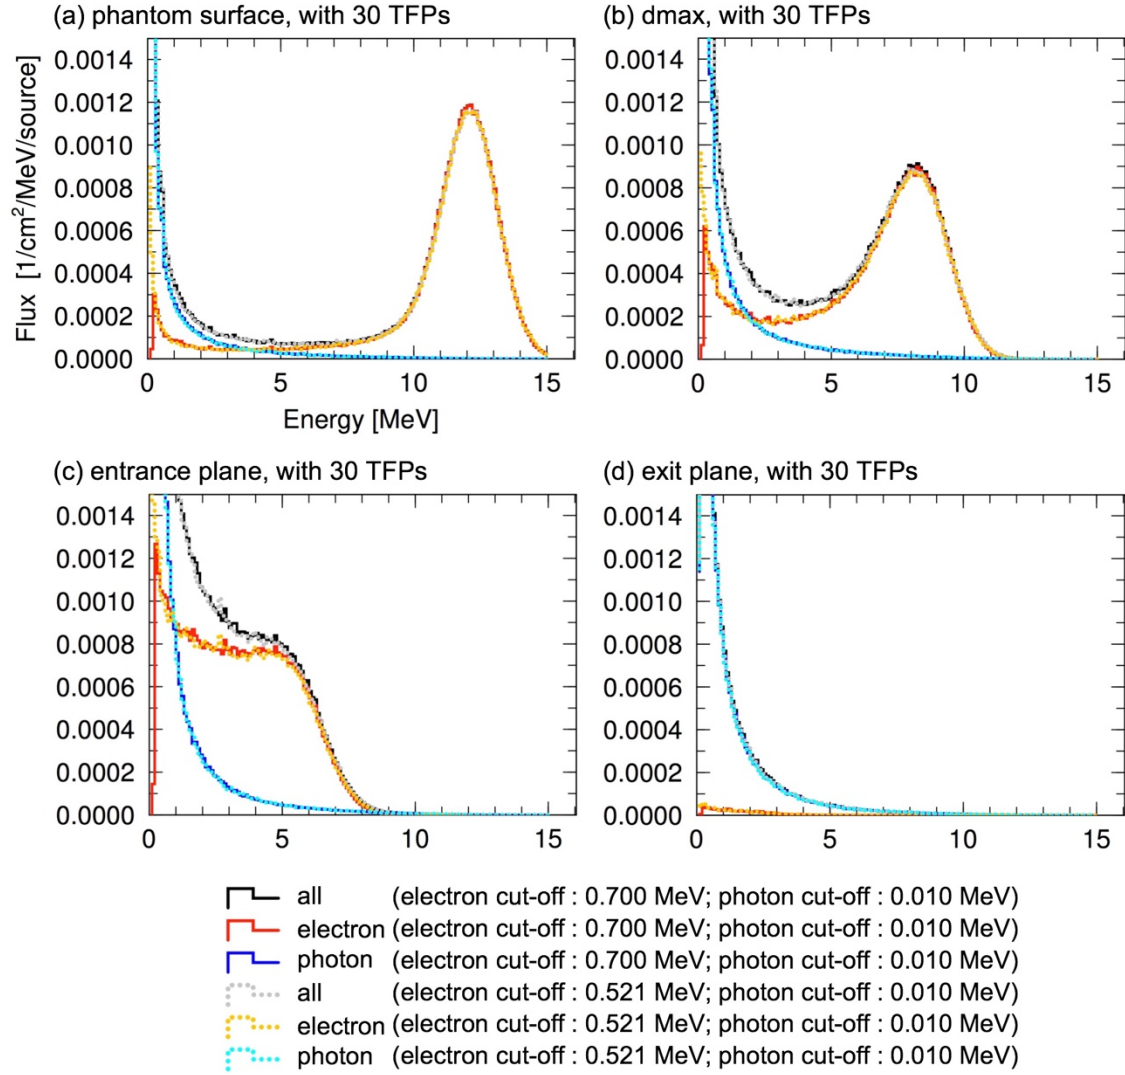 (a) phantom surface, with 30 TFPs
(b) dmax, with 30 TFPs
Flux [1/cm²/MeV/source]
0.0014
0.0012
0.0010
0.0008
0.0006
0.0004
0.0002
0.0000
0 5 10 15
Energy [MeV]
0.0014
0.0012
0.0010
0.0008
0.0006
0.0004
0.0002
0.0000
0 5 10 15
(c) entrance plane, with 30 TFPs
(d) exit plane, with 30 TFPs
0.0014
0.0012
0.0010
0.0008
0.0006
0.0004
0.0002
0.0000
0 5 10 15
0.0014
0.0012
0.0010
0.0008
0.0006
0.0004
0.0002
0.0000
0 5 10 15
all (electron cut-off : 0.700 MeV; photon cut-off : 0.010 MeV)
electron (electron cut-off : 0.700 MeV; photon cut-off : 0.010 MeV)
photon (electron cut-off : 0.700 MeV; photon cut-off : 0.010 MeV)
all (electron cut-off : 0.521 MeV; photon cut-off : 0.010 MeV)
electron (electron cut-off : 0.521 MeV; photon cut-off : 0.010 MeV)
photon (electron cut-off : 0.521 MeV; photon cut-off : 0.010 MeV)